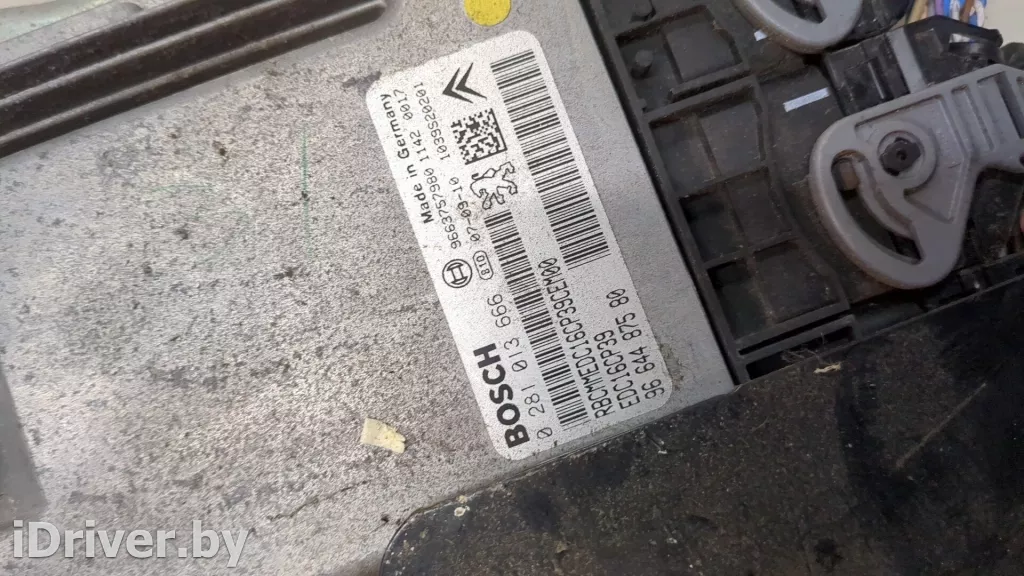 BOSCH
0 281 013 666
RBCMMEDC16CP39CEM00
EDC16CP39
96 644 875 80
Made in Germany
9663757980 1142 0017
07-09-10 1039S20201
iDriver.by